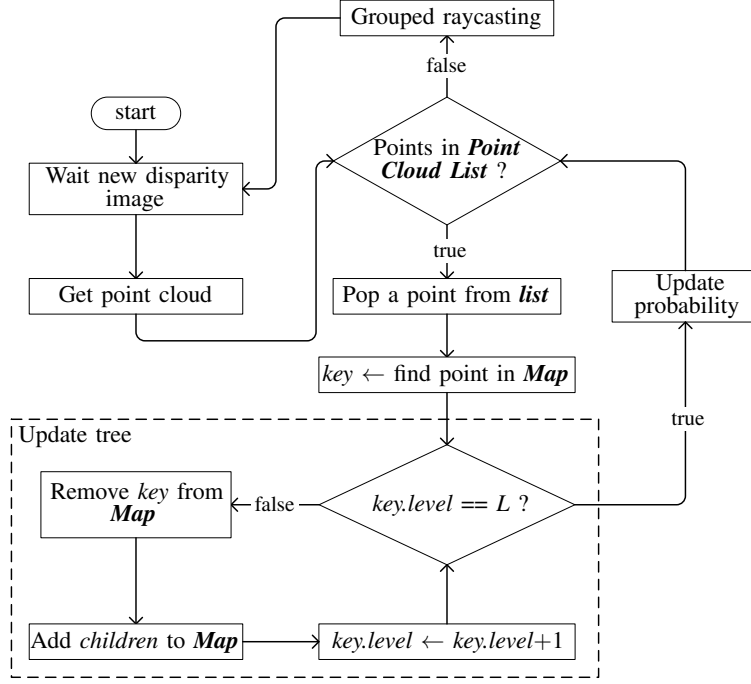 Grouped raycasting
false
start
Points in Point
Cloud List ?
Wait new disparity
image
true
Get point cloud
Pop a point from list
Update
probability
key ← find point in Map
true
Update tree
Remove key from
Map
false
key.level == L ?
Add children to Map
key.level ← key.level+1